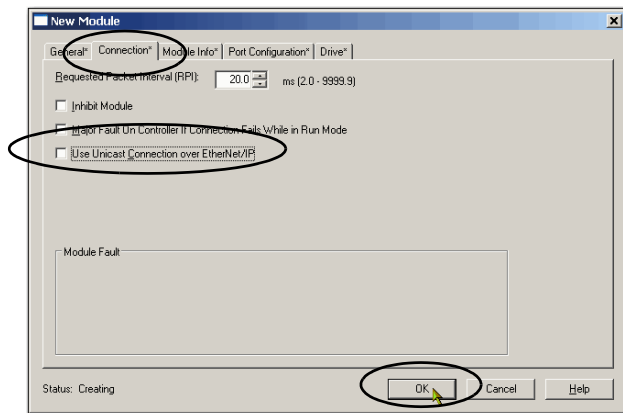 New Module
General* Connection* Module Info* Port Configuration* Drive*
Requested Packet Interval (RPI): 20.0 ms (2.0 - 9999.9)
Inhibit Module
Major Fault On Controller If Connection Fails While in Run Mode
Use Unicast Connection over EtherNet/IP
Module Fault
Status: Creating OK Cancel Help